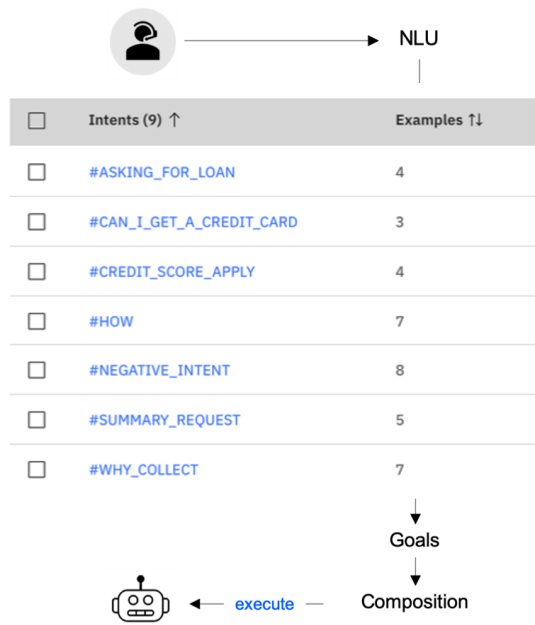 NLU
Intents (9) ↑ Examples ↑↓
#ASKING_FOR_LOAN 4
#CAN_I_GET_A_CREDIT_CARD 3
#CREDIT_SCORE_APPLY 4
#HOW 7
#NEGATIVE_INTENT 8
#SUMMARY_REQUEST 5
#WHY_COLLECT 7
Goals
execute Composition